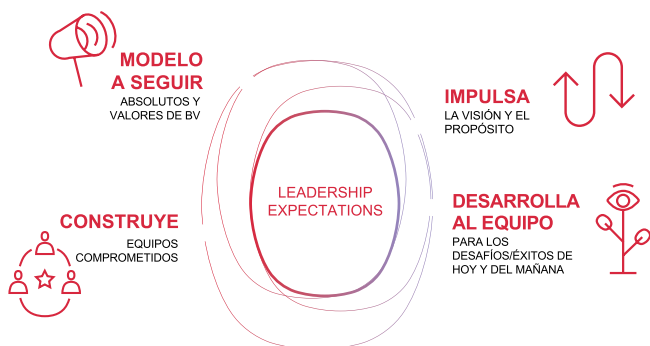 MODELO
A SEGUIR
ABSOLUTOS Y
VALORES DE BV
IMPULSA
LA VISIÓN Y EL
PROPÓSITO
LEADERSHIP
EXPECTATIONS
CONSTRUYE
EQUIPOS
COMPROMETIDOS
DESARROLLA
AL EQUIPO
PARA LOS
DESAFÍOS/ÉXITOS DE
HOY Y DEL MAÑANA